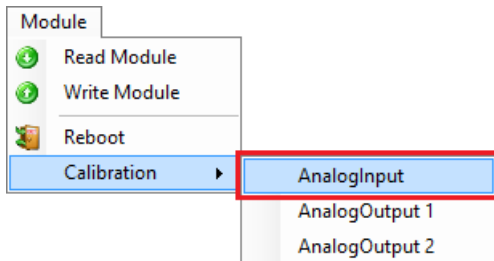 Module
Read Module
Write Module
Reboot
Calibration
AnalogInput
AnalogOutput 1
AnalogOutput 2